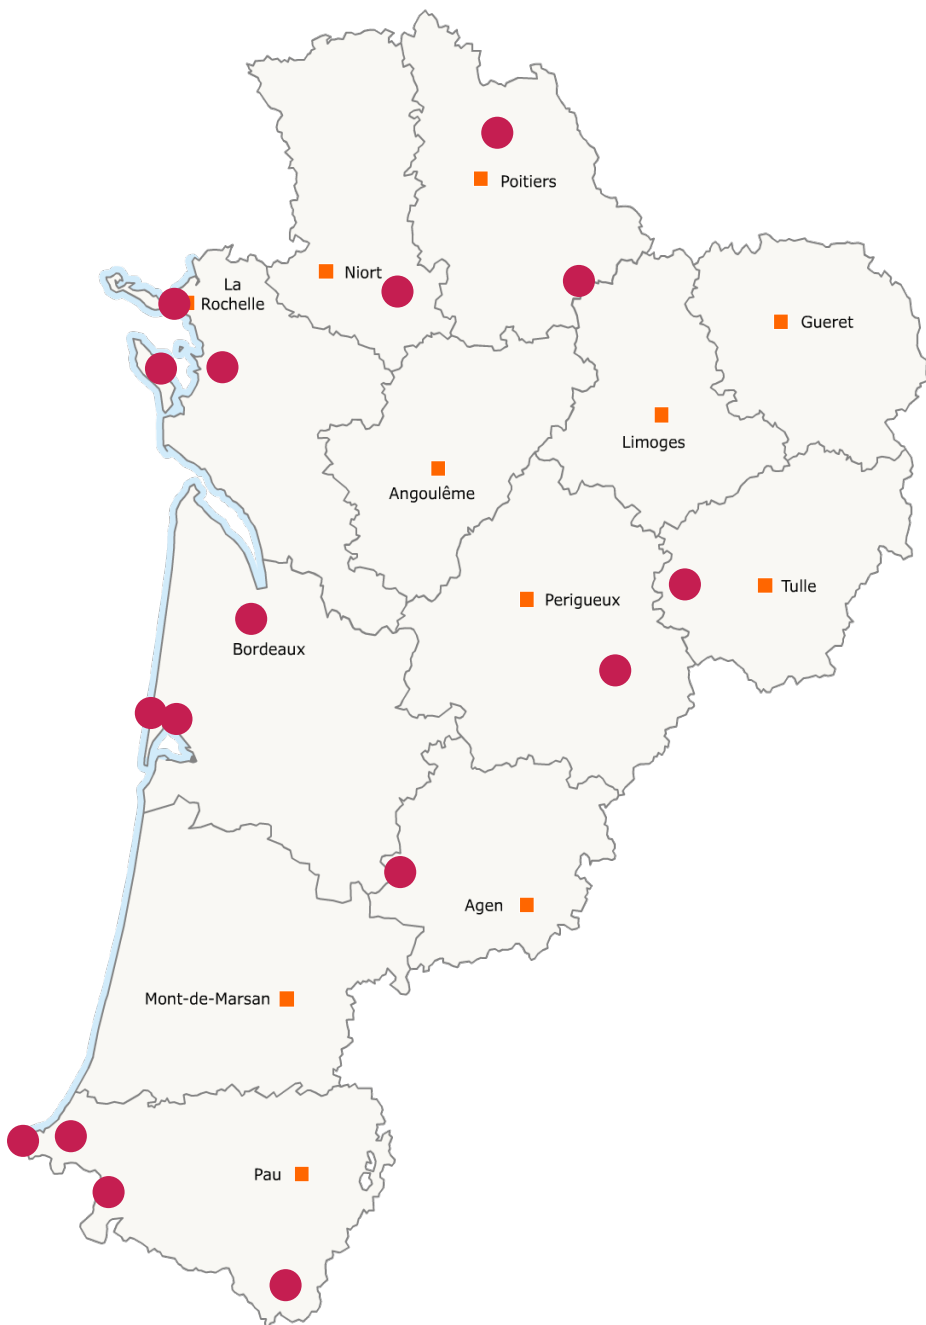 Poitiers
Niort
La
Rochelle
Gueret
Limoges
Angoulême
Tulle
Perigueux
Bordeaux
Agen
Mont-de-Marsan
Pau